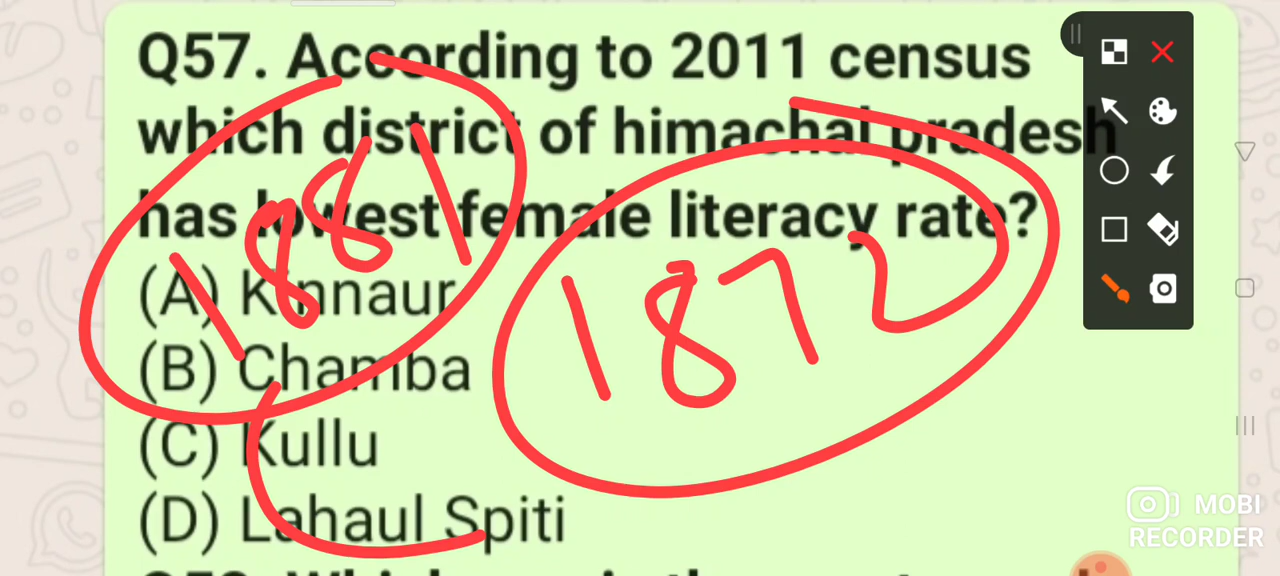 Q57. According to 2011 census
which district of himachal pradesh
has lowest female literacy rate?
(A) Kinnaur
(B) Chamba
(C) Kullu
(D) Lahaul Spiti
1881
1872
MOBI
RECORDER